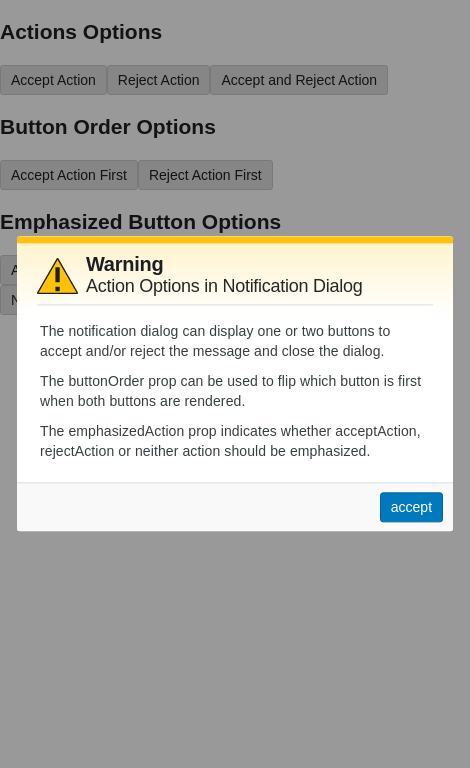 Actions Options
Accept Action Reject Action Accept and Reject Action
Button Order Options
Accept Action First Reject Action First
Emphasized Button Options
Warning
Action Options in Notification Dialog
The notification dialog can display one or two buttons to
accept and/or reject the message and close the dialog.
The buttonOrder prop can be used to flip which button is first
when both buttons are rendered.
The emphasizedAction prop indicates whether acceptAction,
rejectAction or neither action should be emphasized.
accept